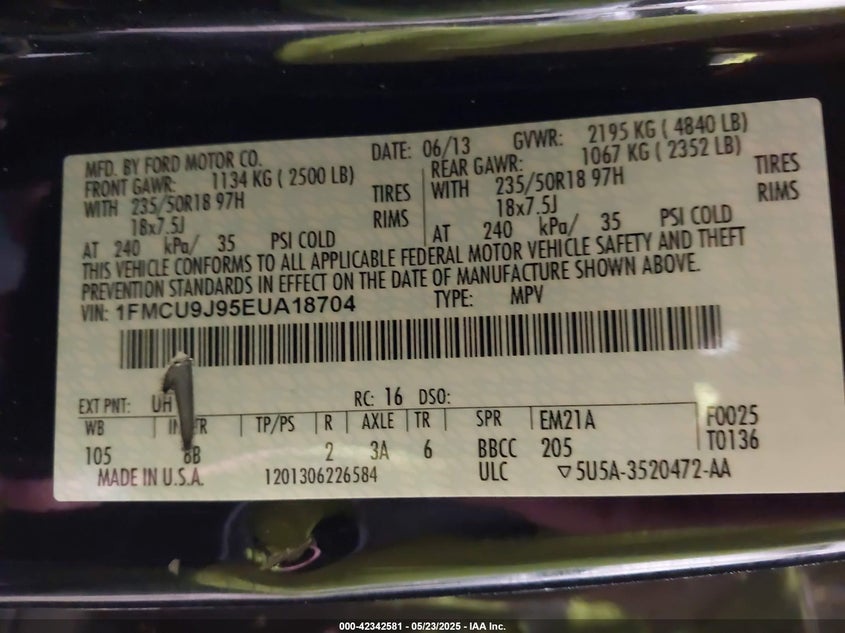 MFD. BY FORD MOTOR CO. DATE: 06/13 GVWR: 2195 KG ( 4840 LB)
FRONT GAWR: 1134 KG ( 2500 LB) REAR GAWR: 1067 KG ( 2352 LB)
WITH 235/50R18 97H TIRES WITH 235/50R18 97H TIRES
18x7.5J RIMS 18x7.5J RIMS
AT 240 kPa/ 35 PSI COLD AT 240 kPa/ 35 PSI COLD
THIS VEHICLE CONFORMS TO ALL APPLICABLE FEDERAL MOTOR VEHICLE SAFETY AND THEFT
PREVENTION STANDARDS IN EFFECT ON THE DATE OF MANUFACTURE SHOWN ABOVE.
VIN: 1FMCU9J95EUA18704 TYPE: MPV
EXT PNT: UH RC: 16 DSO:
WB TP/PS R AXLE TR SPR EM21A F0025
105 2 3A 6 BBCC 205 T0136
MADE IN U.S.A. 1201306226584 ULC ▽5U5A-3520472-AA
000-42342581 - 05/23/2025 - IAA Inc.